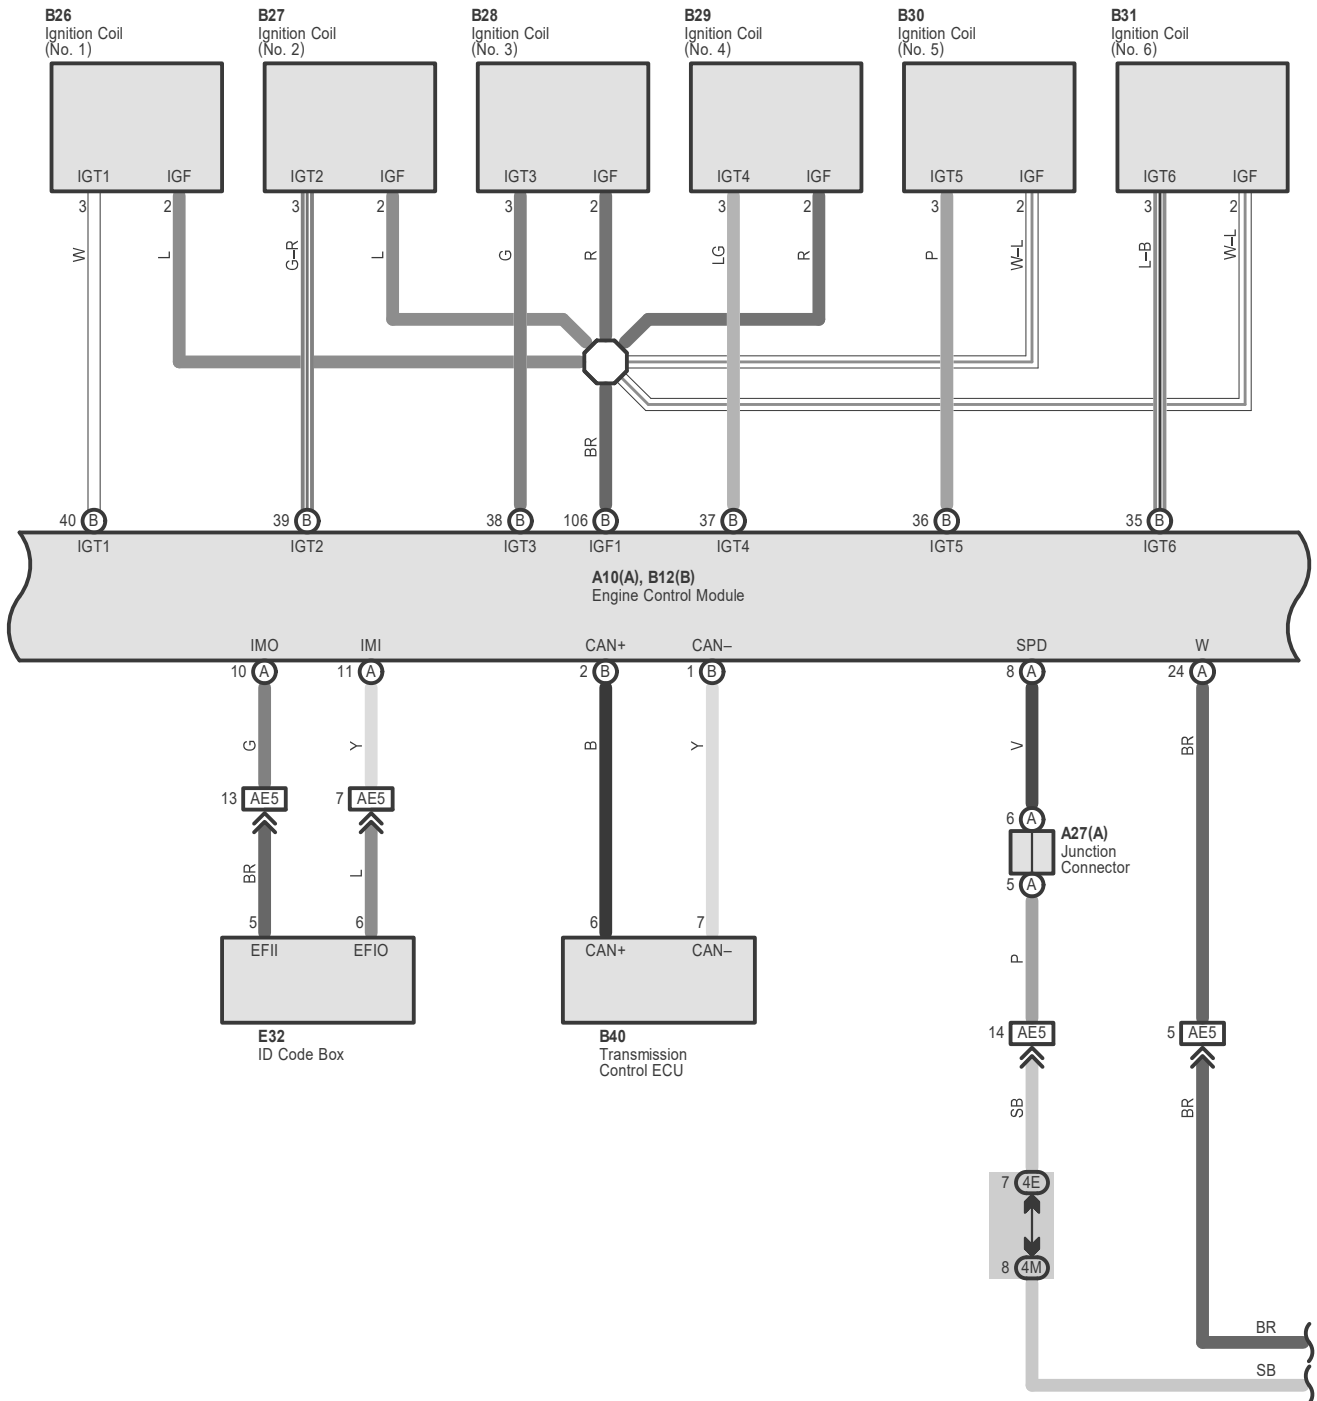 B26
Ignition Coil
(No. 1)
B27
Ignition Coil
(No. 2)
B28
Ignition Coil
(No. 3)
B29
Ignition Coil
(No. 4)
B30
Ignition Coil
(No. 5)
B31
Ignition Coil
(No. 6)
IGT1 IGF IGT2 IGF IGT3 IGF IGT4 IGF IGT5 IGF IGT6 IGF
3 2 3 2 3 2 3 2 3 2 3 2
W L G–R L G R LG R P W–L L–B W–L
BR
40 B 39 B 38 B 106 B 37 B 36 B 35 B
IGT1 IGT2 IGT3 IGF1 IGT4 IGT5 IGT6
A10(A), B12(B)
Engine Control Module
IMO IMI CAN+ CAN– SPD W
10 A 11 A 2 B 1 B 8 A 24 A
G Y B Y V BR
13 AE5 7 AE5
6 A
A27(A)
Junction
Connector
5 A
BR L
5 6 6 7
EFII EFIO CAN+ CAN–
P
E32
ID Code Box
B40
Transmission
Control ECU
14 AE5 5 AE5
SB BR
7 4E
8 4M
BR
SB